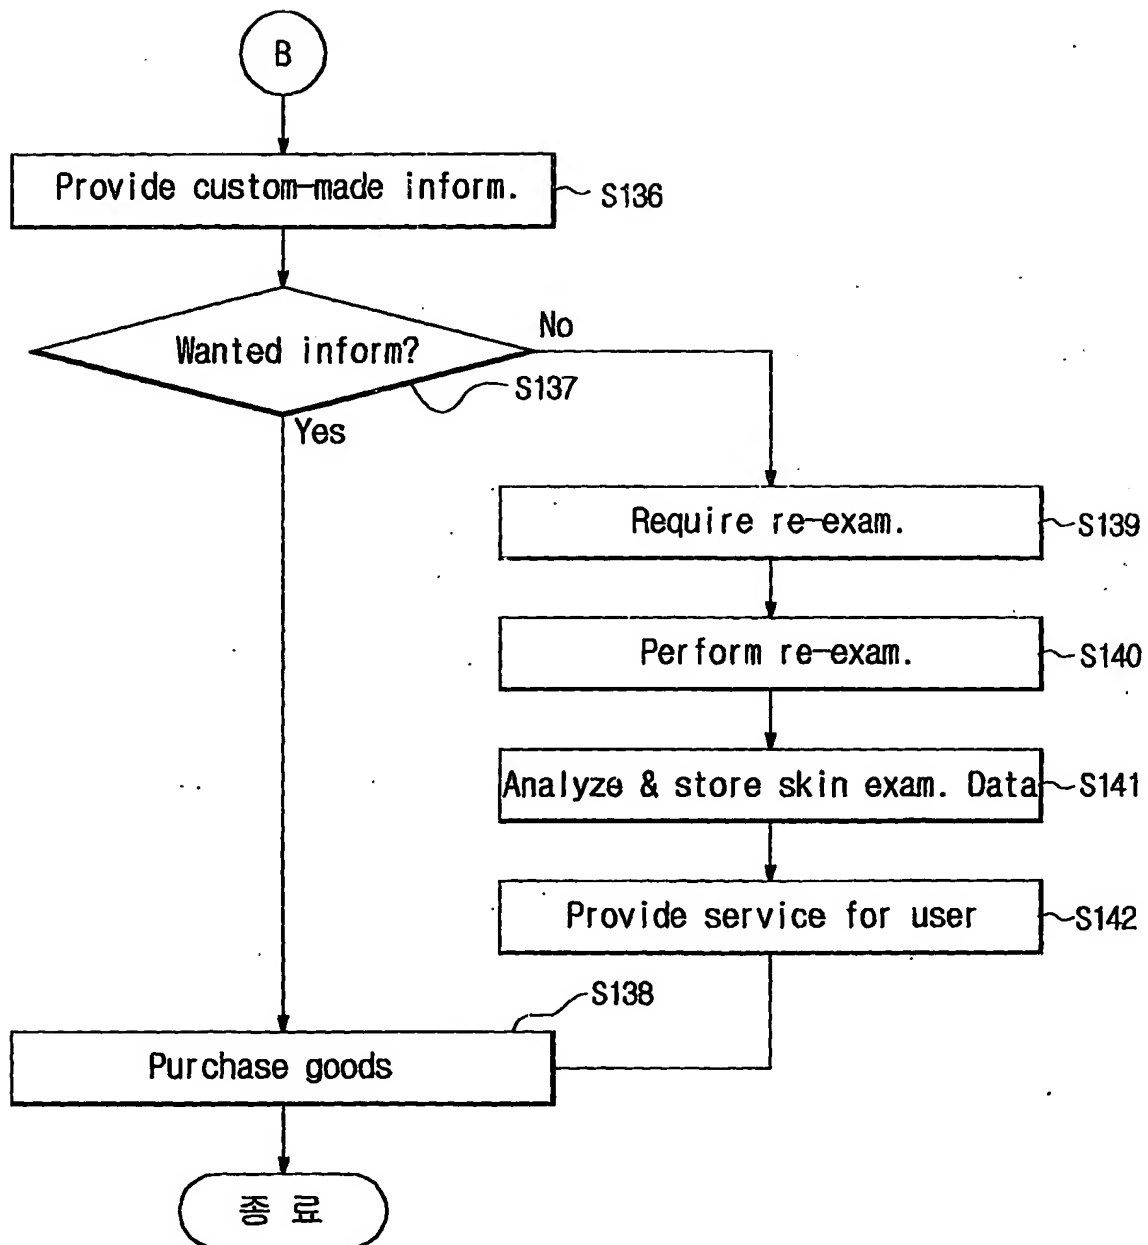 B
Provide custom-made inform.
S136
Wanted inform?
No
S137
Yes
Require re-exam.
S139
Perform re-exam.
S140
Analyze & store skin exam. Data
S141
Provide service for user
S142
S138
Purchase goods
종 료